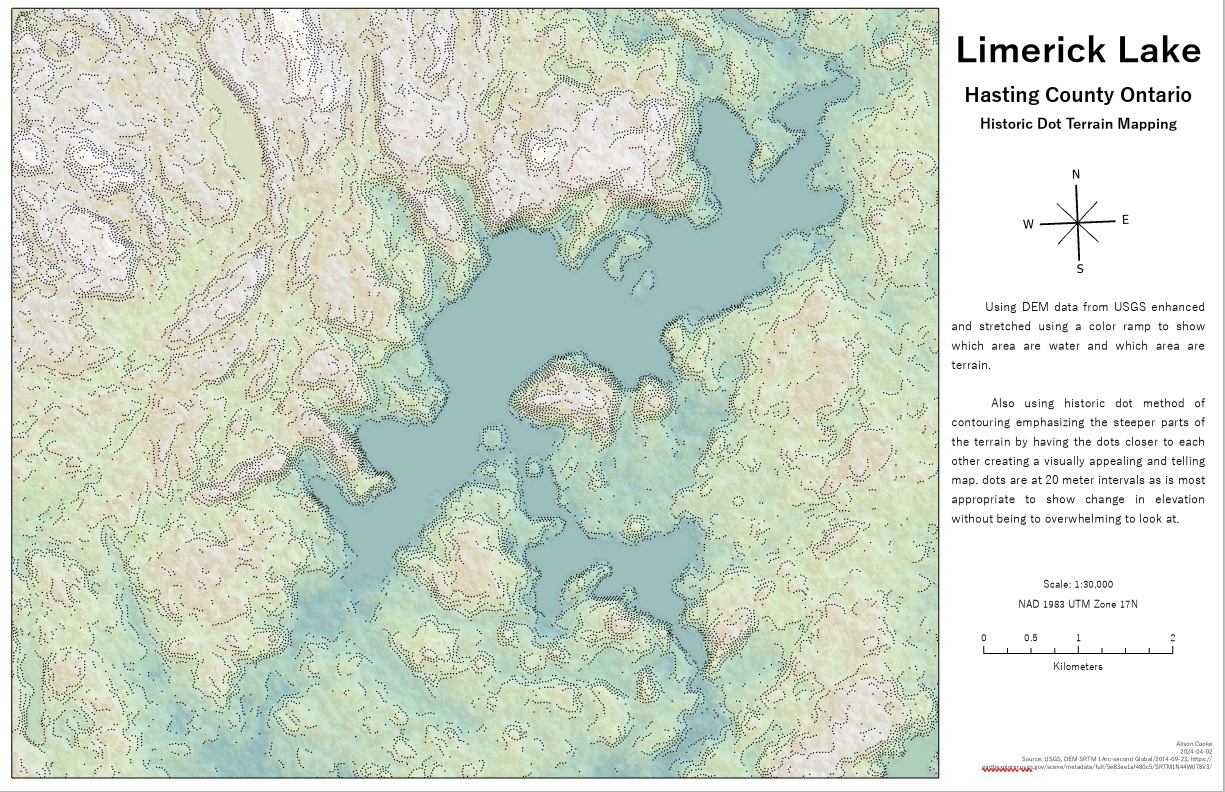 Limerick Lake
Hasting County Ontario
Historic Dot Terrain Mapping
N
W E
S
Using DEM data from USGS enhanced
and stretched using a color ramp to show
which area are water and which area are
terrain.
Also using historic dot method of
contouring emphasizing the steeper parts of
the terrain by having the dots closer to each
other creating a visually appealing and telling
map. dots are at 20 meter intervals as is most
appropriate to show change in elevation
without being to overwhelming to look at.
Scale: 1:30,000
NAD 1983 UTM Zone 17N
0 0.5 1 2
Kilometers
Alison Cooke
2024-04-02
Source: USGS, DEM SRTM 1Arc-second Global/2014-09-23, https://
earthexplorer.usgs.gov/scene/metadata/full/5e83ee1af480c5/SRTM1N44W078V3/